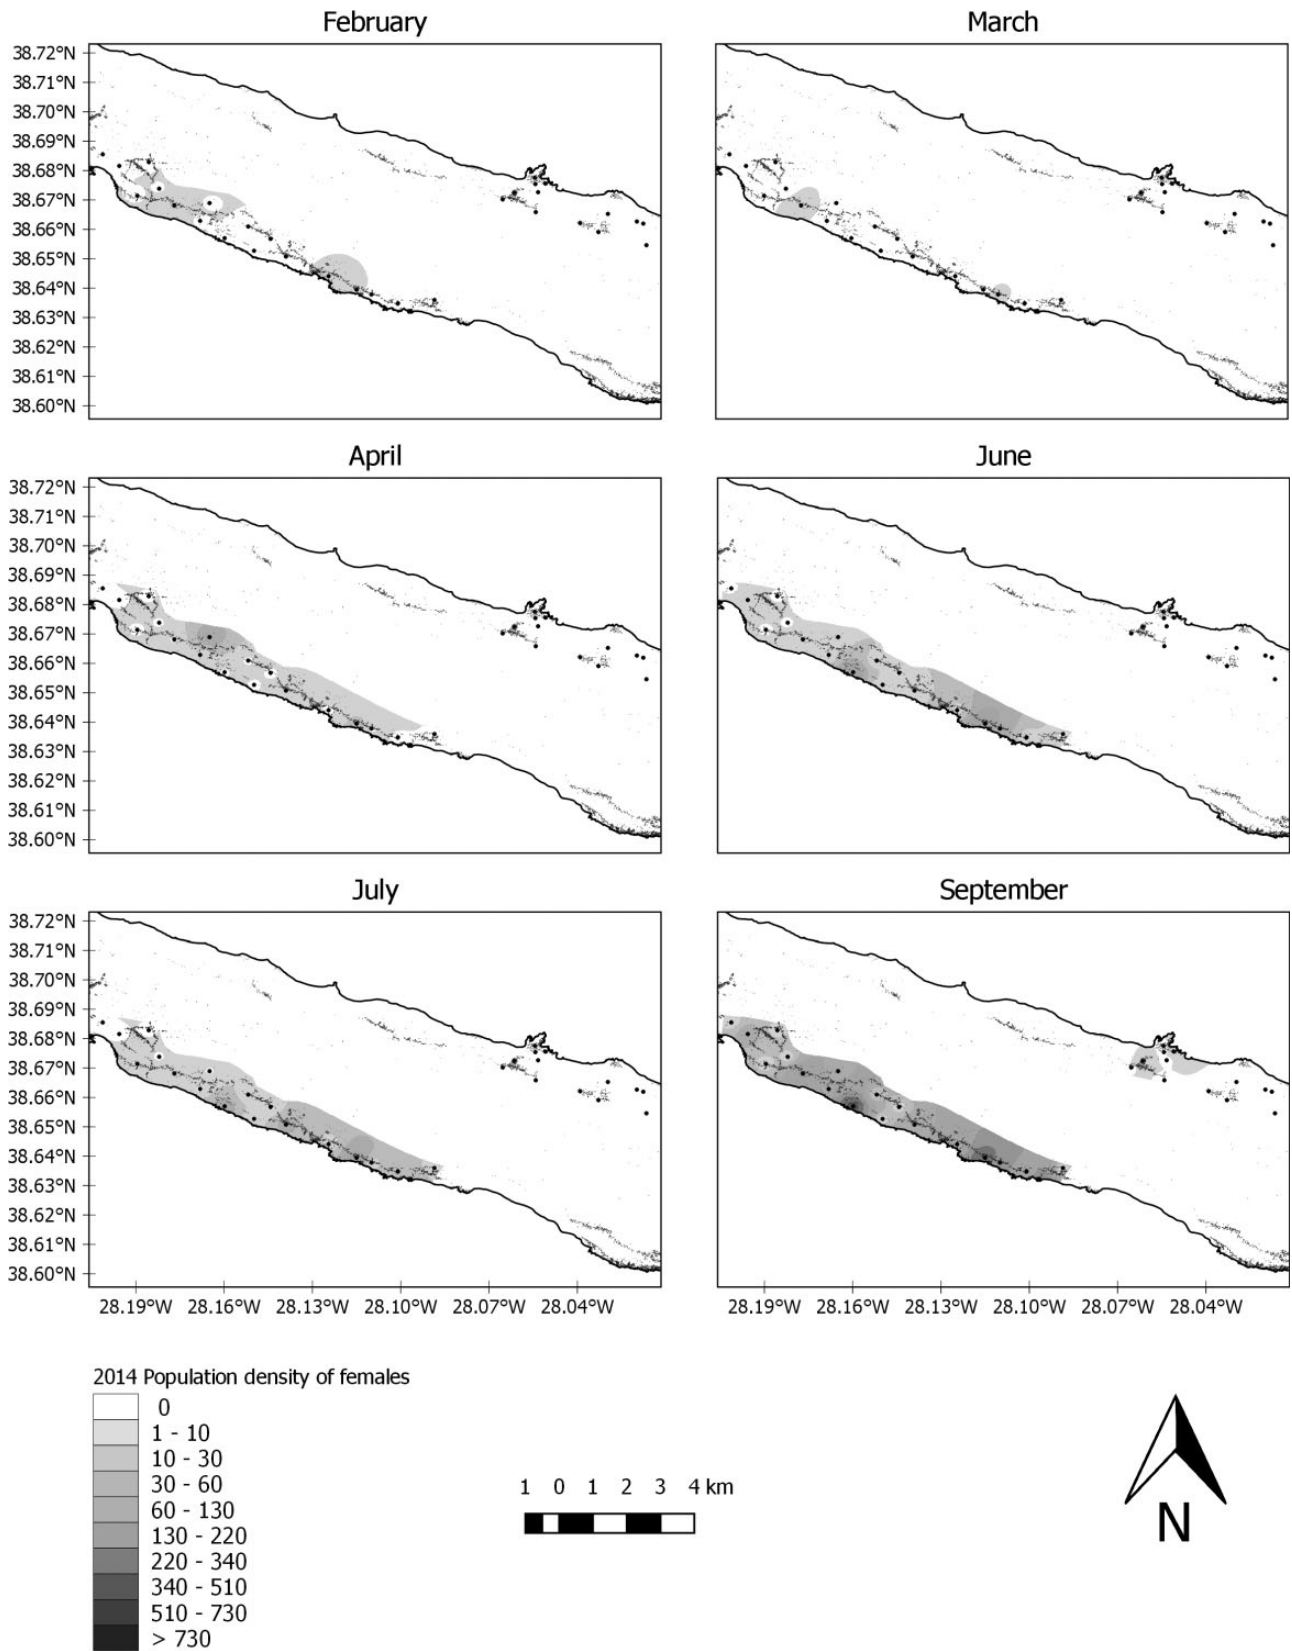 February
March
38.72°N
38.71°N
38.70°N
38.69°N
38.68°N
38.67°N
38.66°N
38.65°N
38.64°N
38.63°N
38.62°N
38.61°N
38.60°N
April
June
38.72°N
38.71°N
38.70°N
38.69°N
38.68°N
38.67°N
38.66°N
38.65°N
38.64°N
38.63°N
38.62°N
38.61°N
38.60°N
July
September
38.72°N
38.71°N
38.70°N
38.69°N
38.68°N
38.67°N
38.66°N
38.65°N
38.64°N
38.63°N
38.62°N
38.61°N
38.60°N
28.19°W 28.16°W 28.13°W 28.10°W 28.07°W 28.04°W
28.19°W 28.16°W 28.13°W 28.10°W 28.07°W 28.04°W
2014 Population density of females
0
1 - 10
10 - 30
30 - 60
60 - 130
130 - 220
220 - 340
340 - 510
510 - 730
> 730
1 0 1 2 3 4 km
N